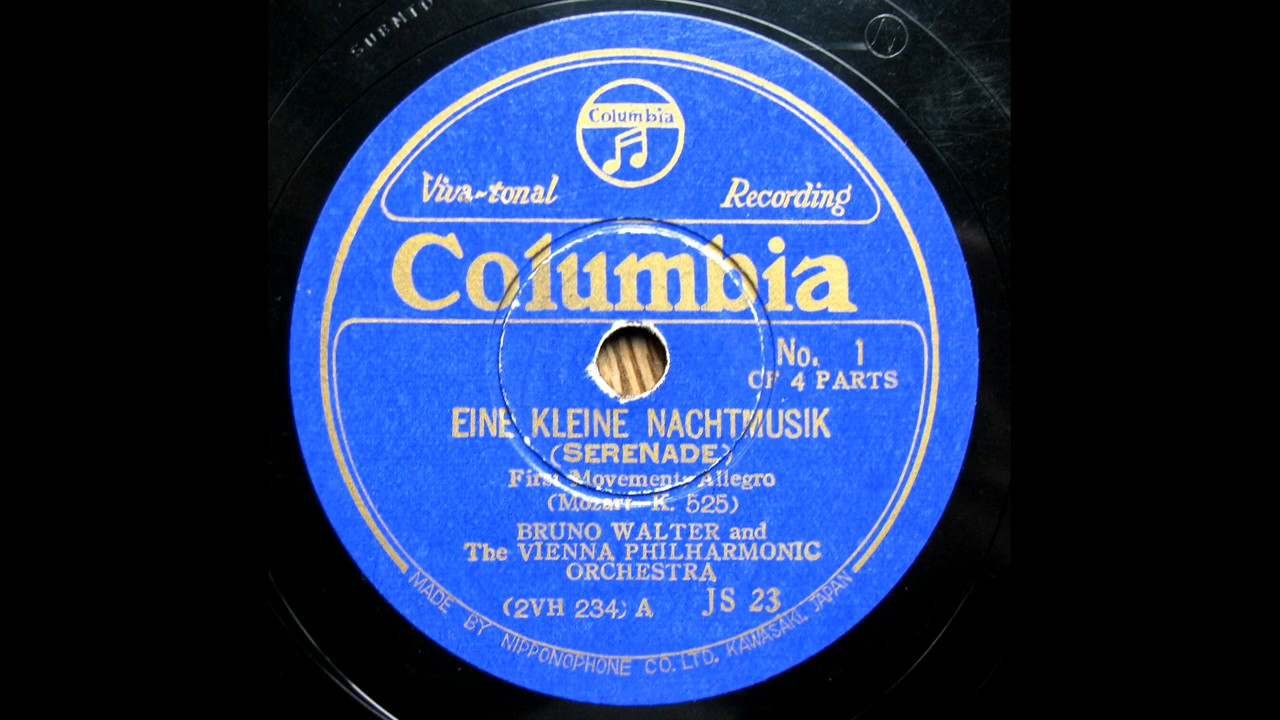 Columbia
Viva-tonal Recording
Columbia
No. 1
OF 4 PARTS
EINE KLEINE NACHTMUSIK
(SERENADE)
First Movement-Allegro
(Mozart-K. 525)
BRUNO WALTER and
The VIENNA PHILHARMONIC
ORCHESTRA
(2VH 234) A JS 23
MADE BY NIPPONOPHONE CO. LTD. KAWASAKI, JAPAN